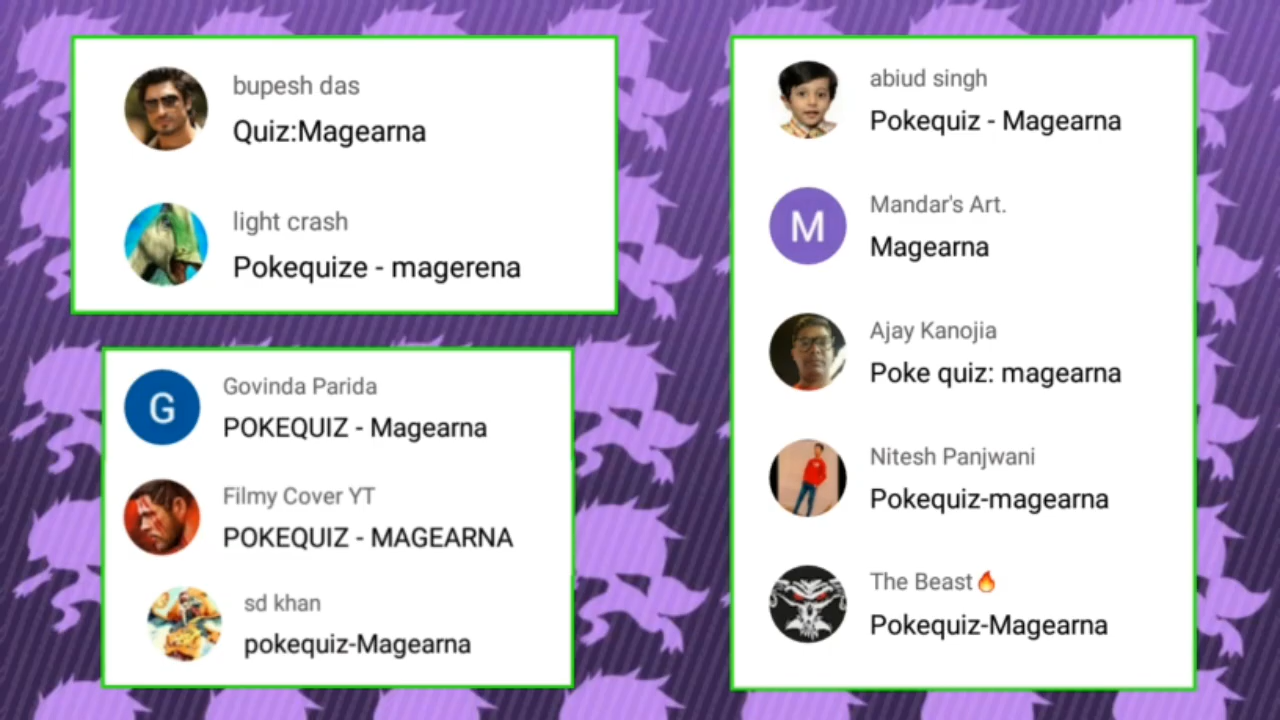 bupesh das
Quiz:Magearna
light crash
Pokequize - magerena
Govinda Parida
G
POKEQUIZ - Magearna
Filmy Cover YT
POKEQUIZ - MAGEARNA
sd khan
pokequiz-Magearna
abiud singh
Pokequiz - Magearna
Mandar's Art.
M
Magearna
Ajay Kanojia
Poke quiz: magearna
Nitesh Panjwani
Pokequiz-magearna
The Beast🔥
Pokequiz-Magearna